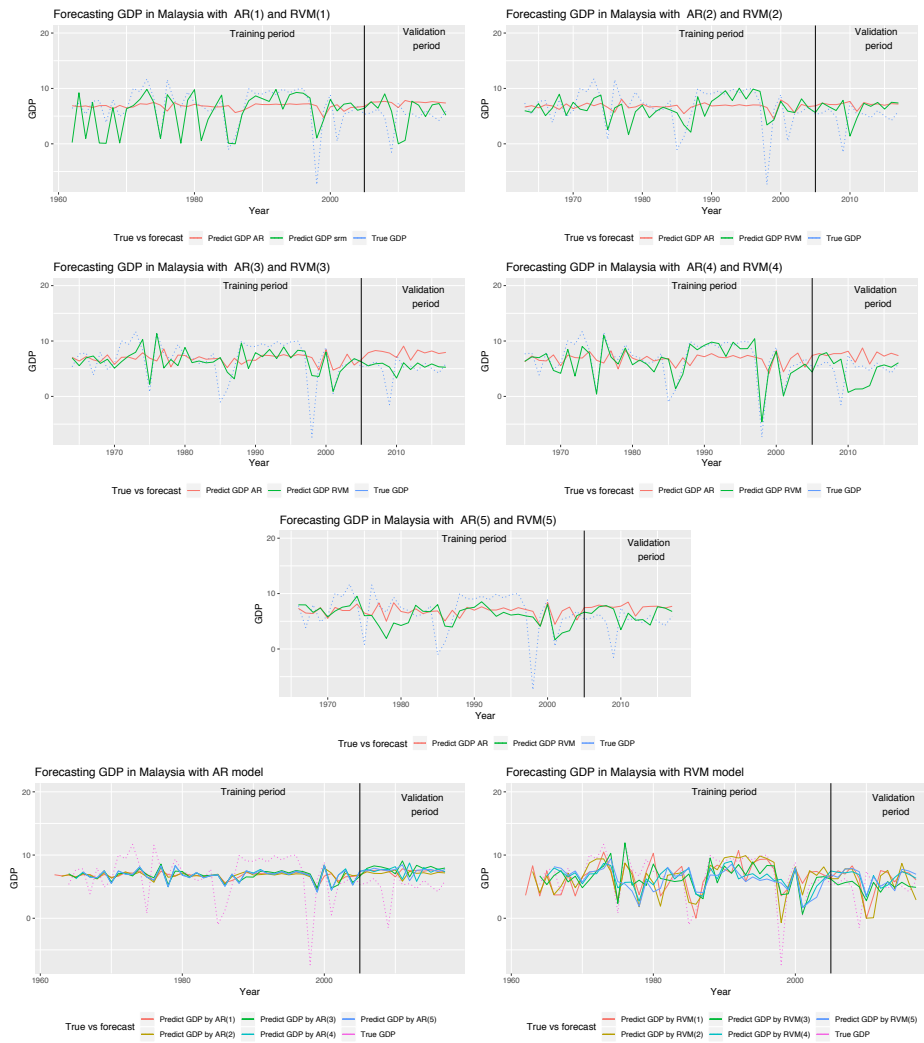 Forecasting GDP in Malaysia with AR(1) and RVM(1)
Training period
Validation
period
20
10
0
GDP
1960
1980
2000
Year
True vs forecast Predict GDP AR Predict GDP srm True GDP
Forecasting GDP in Malaysia with AR(2) and RVM(2)
Training period
Validation
period
20
10
0
GDP
1970
1980
1990
2000
2010
Year
True vs forecast Predict GDP AR Predict GDP RVM True GDP
Forecasting GDP in Malaysia with AR(3) and RVM(3)
Training period
Validation
period
20
10
0
GDP
1970
1980
1990
2000
2010
Year
True vs forecast Predict GDP AR Predict GDP RVM True GDP
Forecasting GDP in Malaysia with AR(4) and RVM(4)
Training period
Validation
period
20
10
0
GDP
1970
1980
1990
2000
2010
Year
True vs forecast Predict GDP AR Predict GDP RVM True GDP
Forecasting GDP in Malaysia with AR(5) and RVM(5)
Training period
Validation
period
20
10
0
GDP
1970
1980
1990
2000
2010
Year
True vs forecast Predict GDP AR Predict GDP RVM True GDP
Forecasting GDP in Malaysia with AR model
Training period
Validation
period
20
10
0
GDP
1960
1980
2000
Year
True vs forecast
Predict GDP by AR(1) Predict GDP by AR(3) Predict GDP by AR(5)
Predict GDP by AR(2) Predict GDP by AR(4) True GDP
Forecasting GDP in Malaysia with RVM model
Training period
Validation
period
20
10
0
GDP
1960
1980
2000
Year
True vs forecast
Predict GDP by RVM(1) Predict GDP by RVM(3) Predict GDP by RVM(5)
Predict GDP by RVM(2) Predict GDP by RVM(4) True GDP